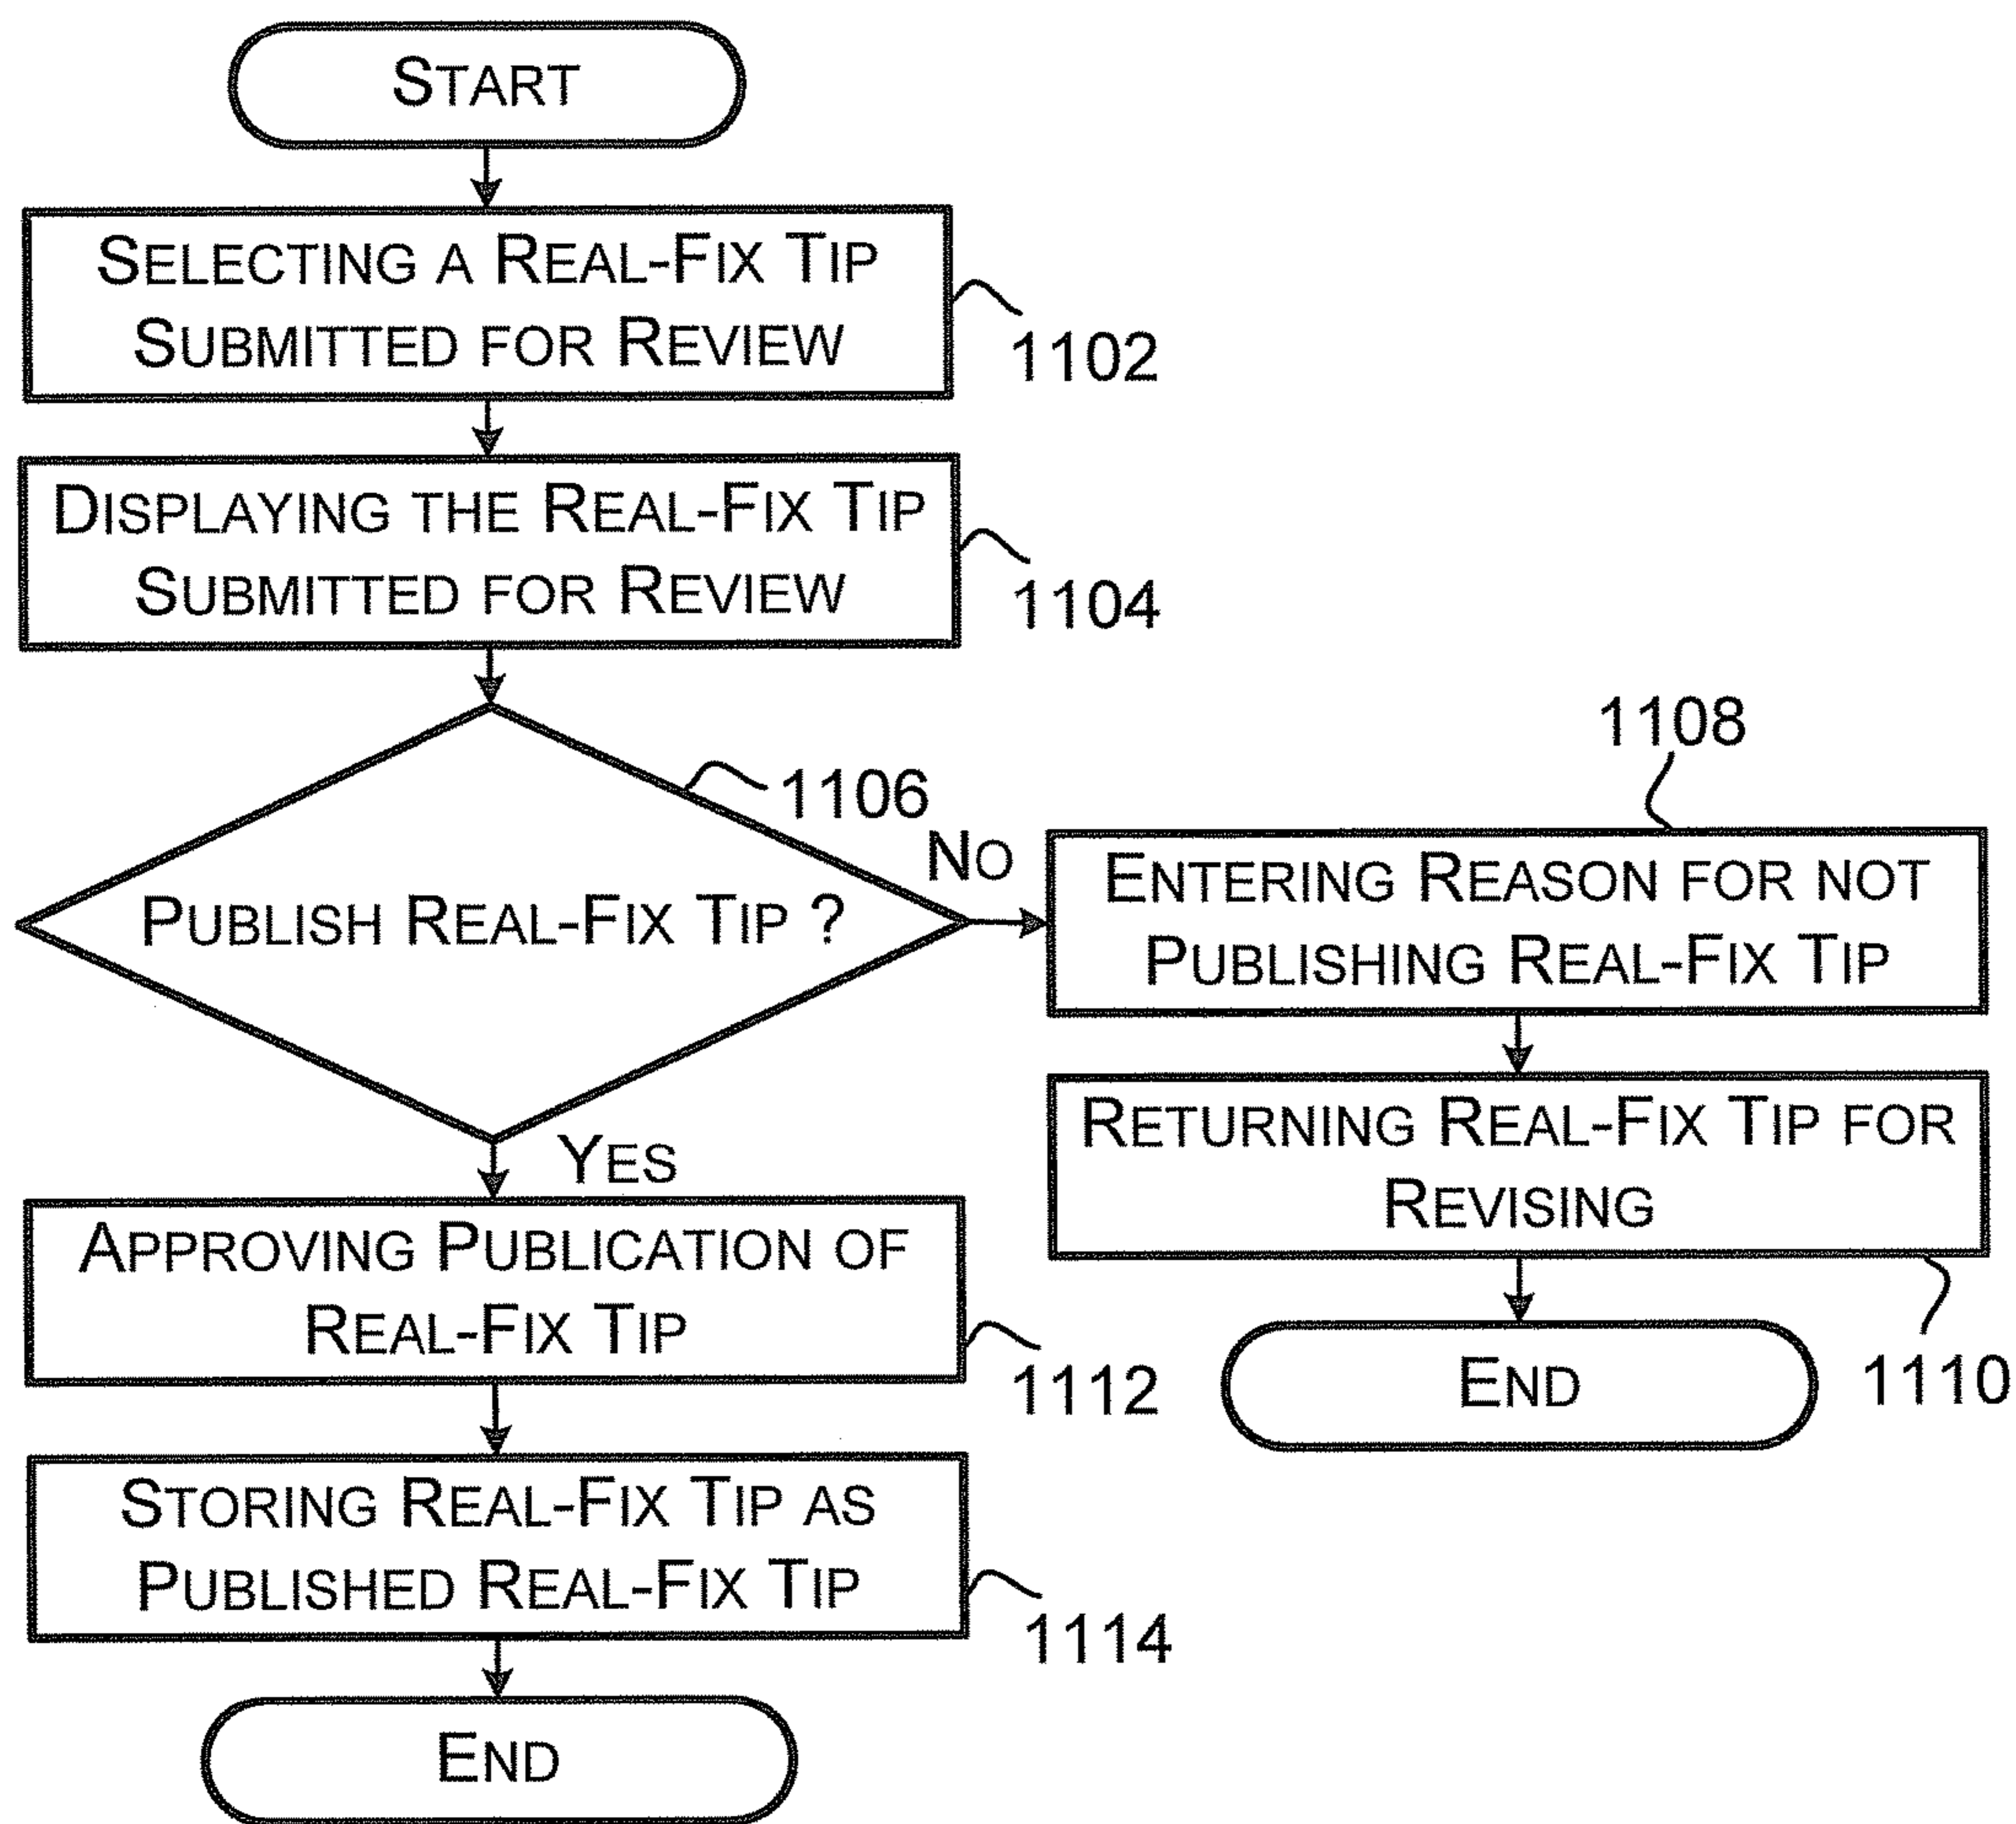 START
SELECTING A REAL-FIX TIP
SUBMITTED FOR REVIEW
1102
DISPLAYING THE REAL-FIX TIP
SUBMITTED FOR REVIEW
1104
1106
PUBLISH REAL-FIX TIP ?
NO
1108
ENTERING REASON FOR NOT
PUBLISHING REAL-FIX TIP
RETURNING REAL-FIX TIP FOR
REVISING
1110
END
YES
APPROVING PUBLICATION OF
REAL-FIX TIP
1112
STORING REAL-FIX TIP AS
PUBLISHED REAL-FIX TIP
1114
END